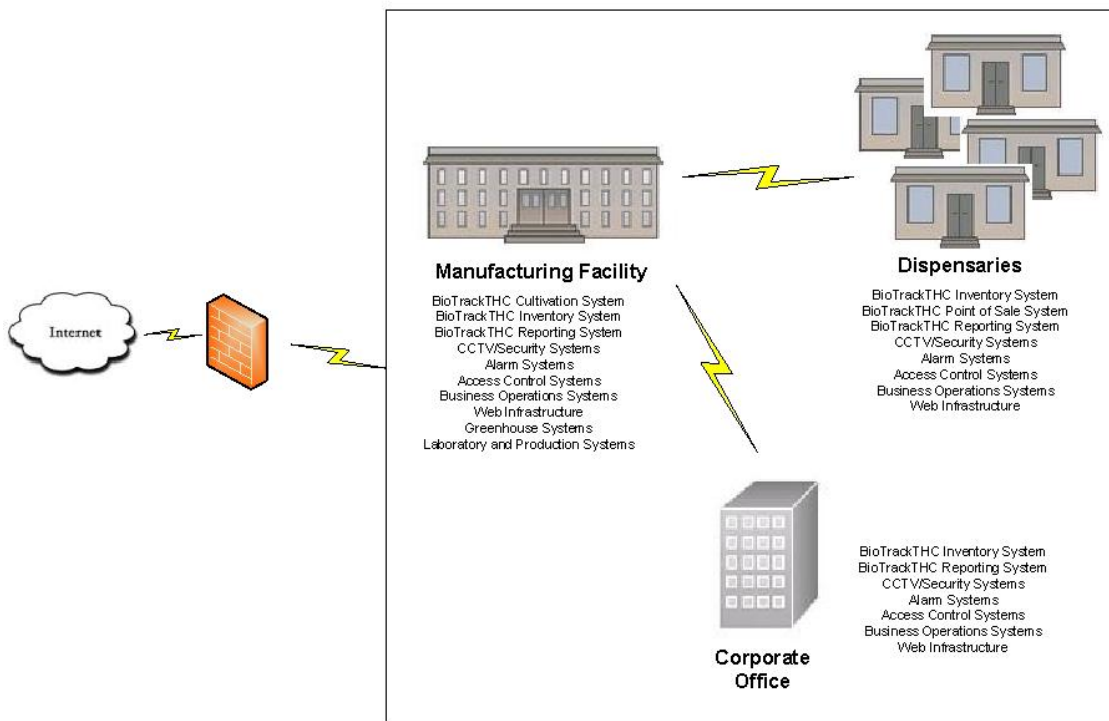 Internet
Manufacturing Facility
BioTrackTHC Cultivation System
BioTrackTHC Inventory System
BioTrackTHC Reporting System
CCTV/Security Systems
Alarm Systems
Access Control Systems
Business Operations Systems
Web Infrastructure
Greenhouse Systems
Laboratory and Production Systems
Dispensaries
BioTrackTHC Inventory System
BioTrackTHC Point of Sale System
BioTrackTHC Reporting System
CCTV/Security Systems
Alarm Systems
Access Control Systems
Business Operations Systems
Web Infrastructure
Corporate
Office
BioTrackTHC Inventory System
BioTrackTHC Reporting System
CCTV/Security Systems
Alarm Systems
Access Control Systems
Business Operations Systems
Web Infrastructure